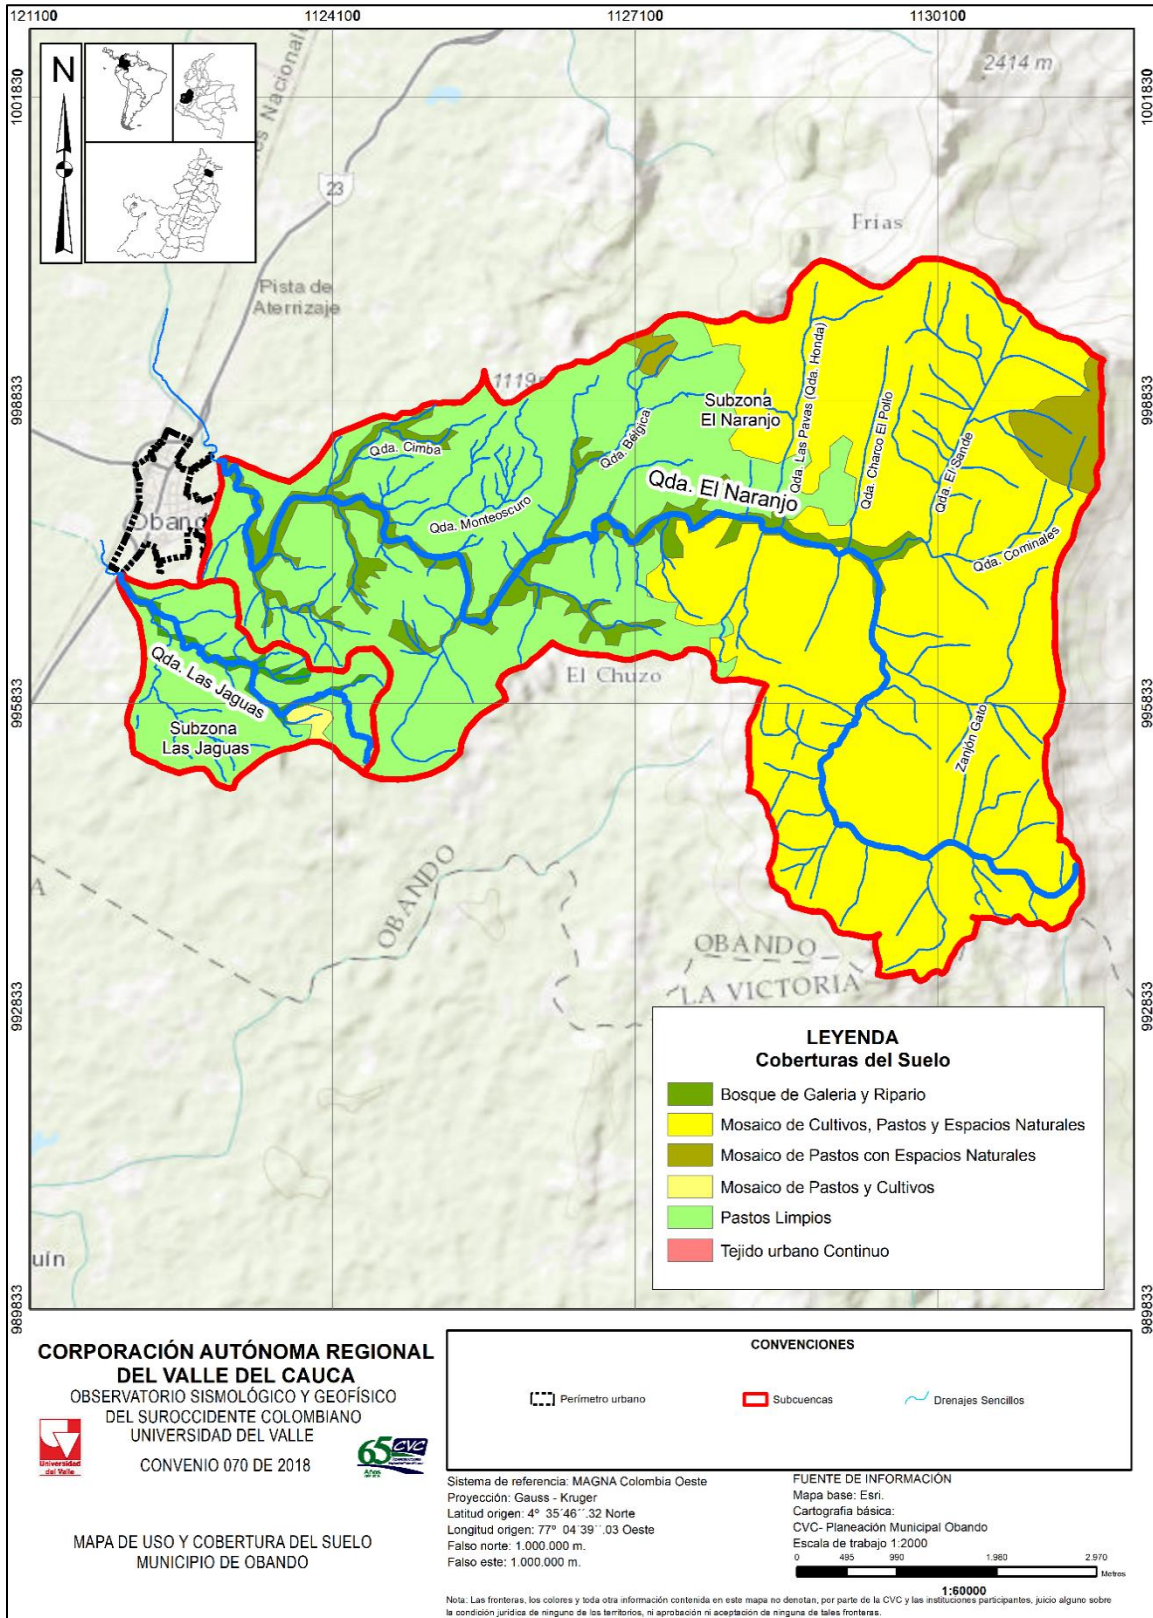 121100
1124100
1127100
1130100
1001830
1001830
N
2414 m
os Nacionale
23
Frias
Pista de
Aterrizaje
998833
998833
1119
Subzona
El Naranjo
Qda. Las Pavas (Qda. Honda)
Qda. Charco El Pollo
Qda. El Sande
Qda. Cimba
Qda. Bélgica
Qda. El Naranjo
Qda. Monteoscuro
Oband
Qda. Cominales
Qda. Las Jaguas
El Chuzo
995833
995833
Subzona
Las Jaguas
Zanjón Gato
A
OBANDO
OBANDO
LA VICTORIA
992833
992833
LEYENDA
Coberturas del Suelo
Bosque de Galeria y Ripario
Mosaico de Cultivos, Pastos y Espacios Naturales
Mosaico de Pastos con Espacios Naturales
Mosaico de Pastos y Cultivos
Pastos Limpios
Tejido urbano Continuo
uín
989833
989833
CORPORACIÓN AUTÓNOMA REGIONAL
DEL VALLE DEL CAUCA
OBSERVATORIO SISMOLÓGICO Y GEOFÍSICO
DEL SUROCCIDENTE COLOMBIANO
UNIVERSIDAD DEL VALLE
CONVENIO 070 DE 2018
Universidad
del Valle
65 CVC
Años
MAPA DE USO Y COBERTURA DEL SUELO
MUNICIPIO DE OBANDO
CONVENCIONES
Perímetro urbano
Subcuencas
Drenajes Sencillos
Sistema de referencia: MAGNA Colombia Oeste
Proyección: Gauss - Kruger
Latitud origen: 4º 35´46´´.32 Norte
Longitud origen: 77º 04´39´´.03 Oeste
Falso norte: 1.000.000 m.
Falso este: 1.000.000 m.
FUENTE DE INFORMACIÓN
Mapa base: Esri.
Cartografia básica:
CVC- Planeación Municipal Obando
Escala de trabajo 1:2000
0 495 990 1.980 2.970
Metros
1:60000
Nota: Las fronteras, los colores y toda otra información contenida en este mapa no denotan, por parte de la CVC y las instituciones participantes, juicio alguno sobre
la condición jurídica de ninguno de los territorios, ni aprobación ni aceptación de ninguna de tales fronteras.